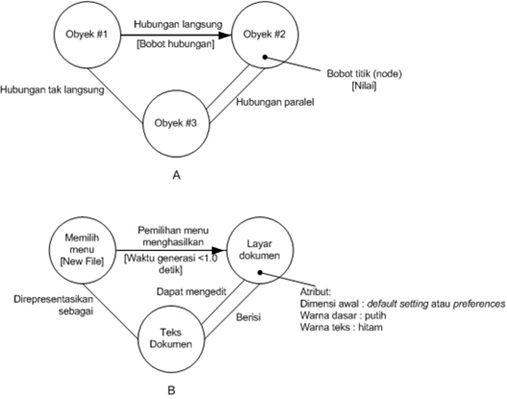 Hubungan langsung
Obyek #1
Obyek #2
[Bobot hubungan]
Bobot titik (node)
[Nilai]
Hubungan tak langsung
Hubungan paralel
Obyek #3
A
Pemilihan menu
menghasilkan
Memilih
menu
[New File]
Layar
dokumen
[Waktu generasi <1.0
detik]
Dapat mengedit
Atribut:
Dimensi awal : default setting atau preferences
Warna dasar : putih
Warna teks : hitam
Direpresentasikan
sebagai
Berisi
Teks
Dokumen
B